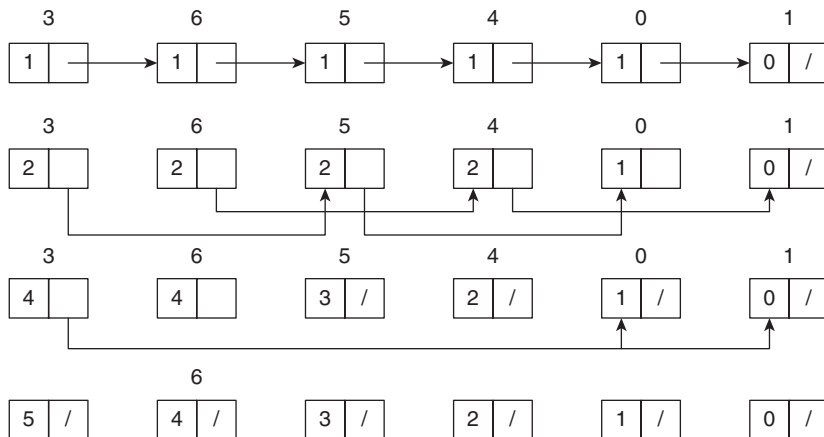 3 6 5 4 0 1
1 1 1 1 1 0 /
3 6 5 4 0 1
2 2 2 2 1 0 /
3 6 5 4 0 1
4 4 3 / 2 / 1 / 0 /
6
5 / 4 / 3 / 2 / 1 / 0 /